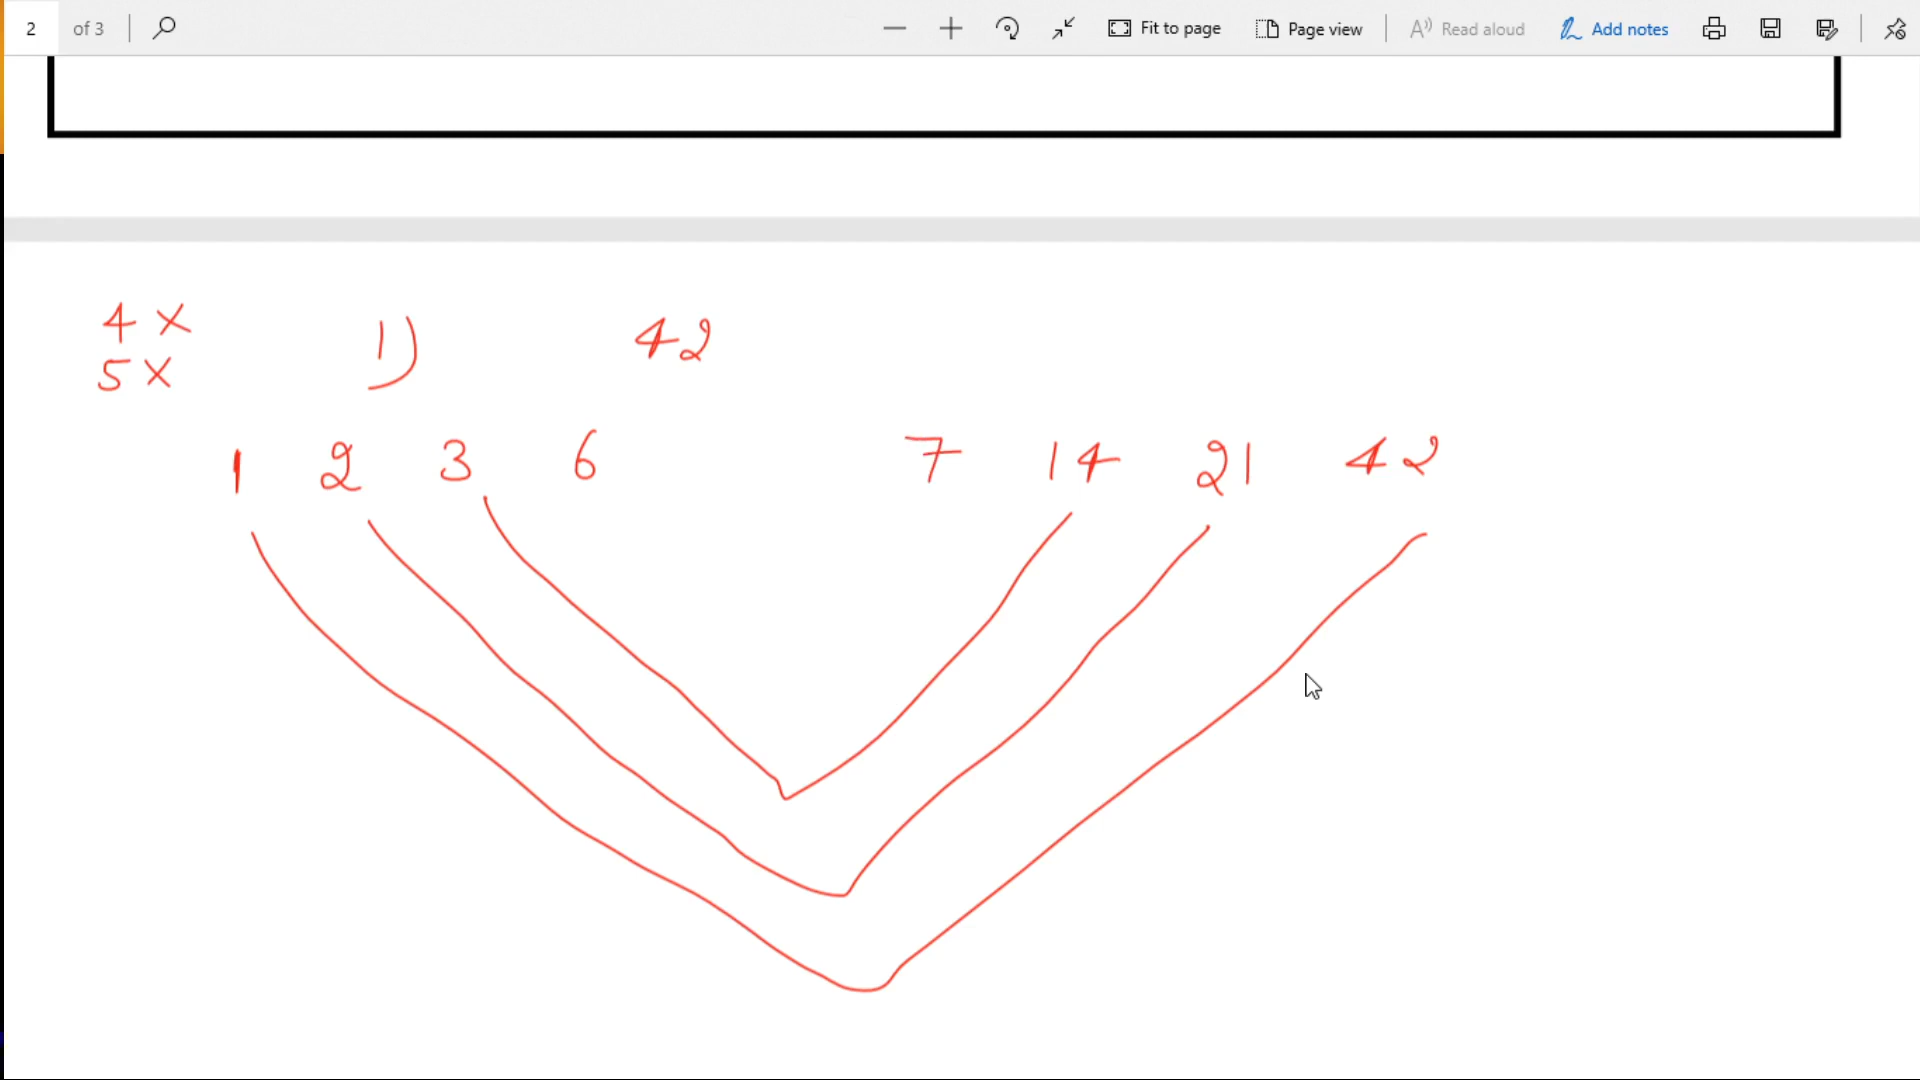 2 of 3 Fit to page Page view Read aloud Add notes
4 X 1) 42
5 X
1 2 3 6 7 14 21 42